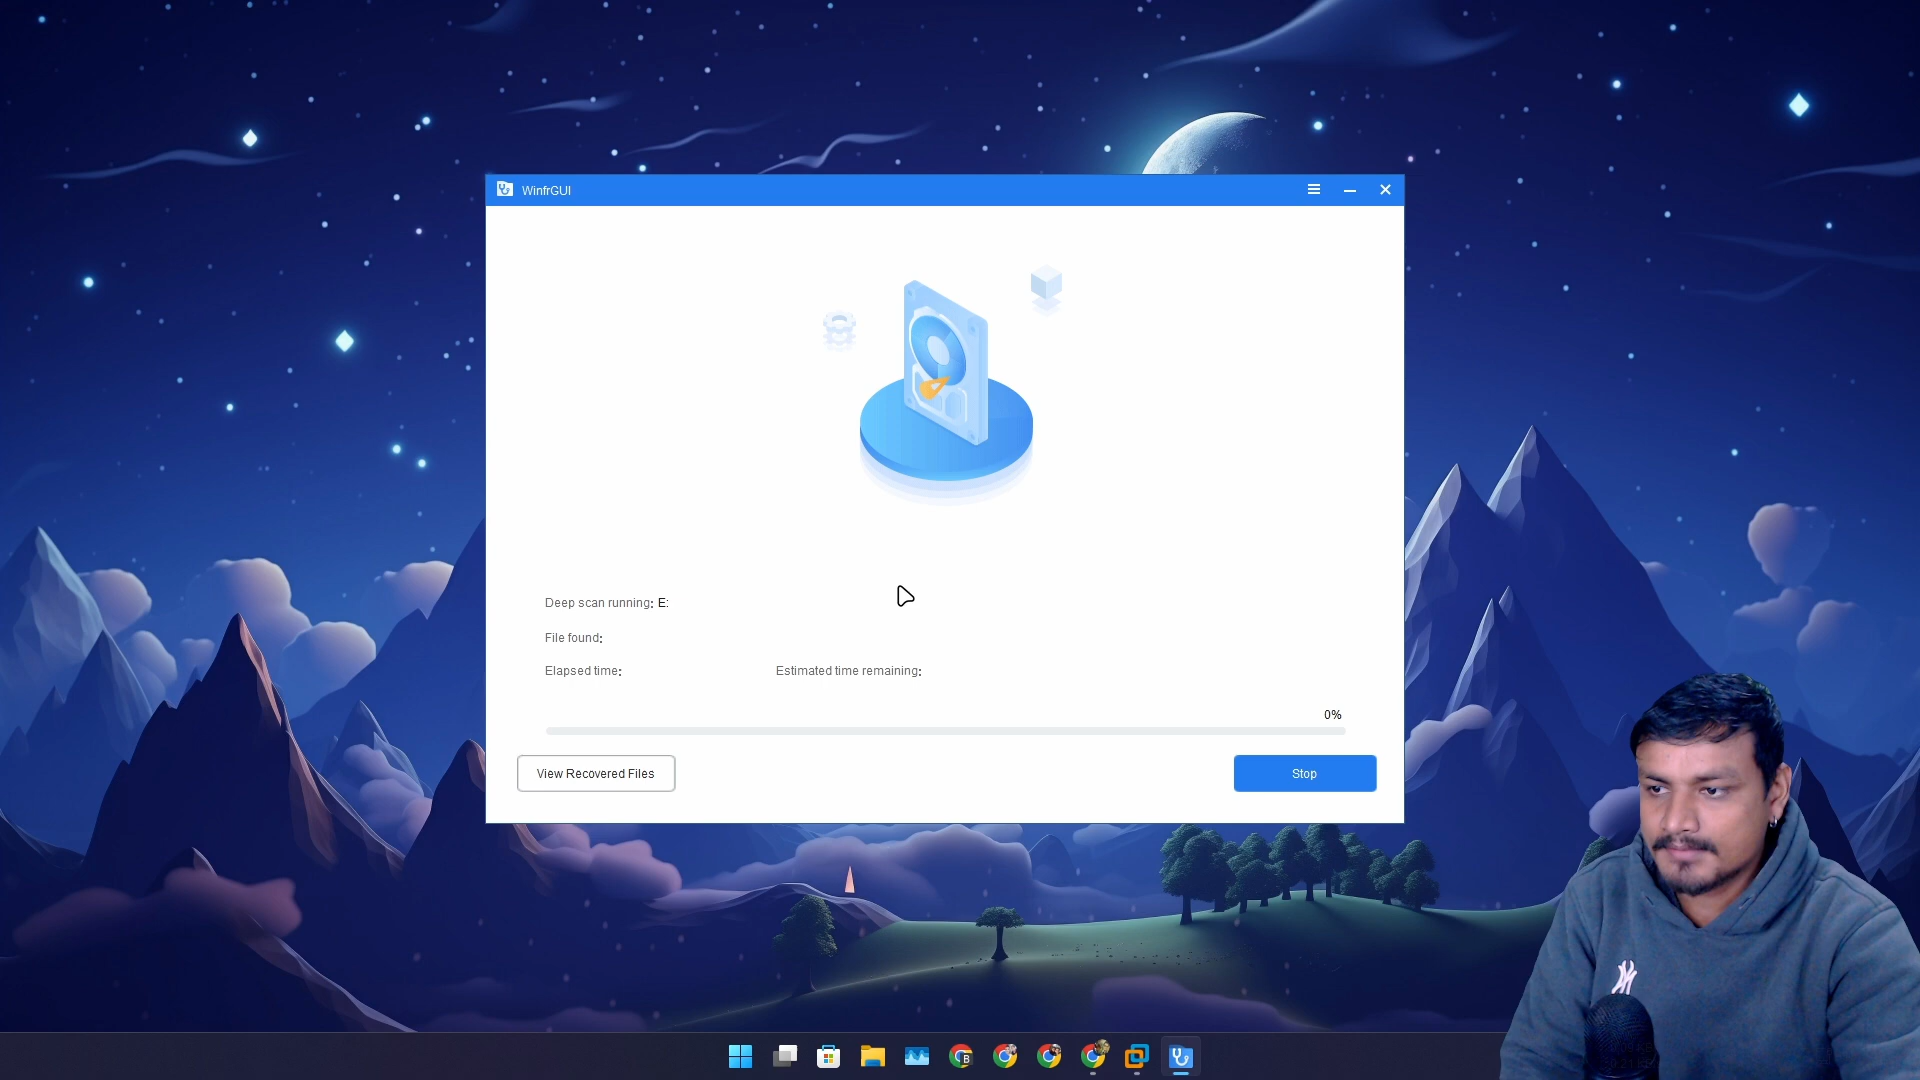 WinfrGUI
Deep scan running: E:
File found:
Elapsed time:
Estimated time remaining:
0%
View Recovered Files
Stop
B